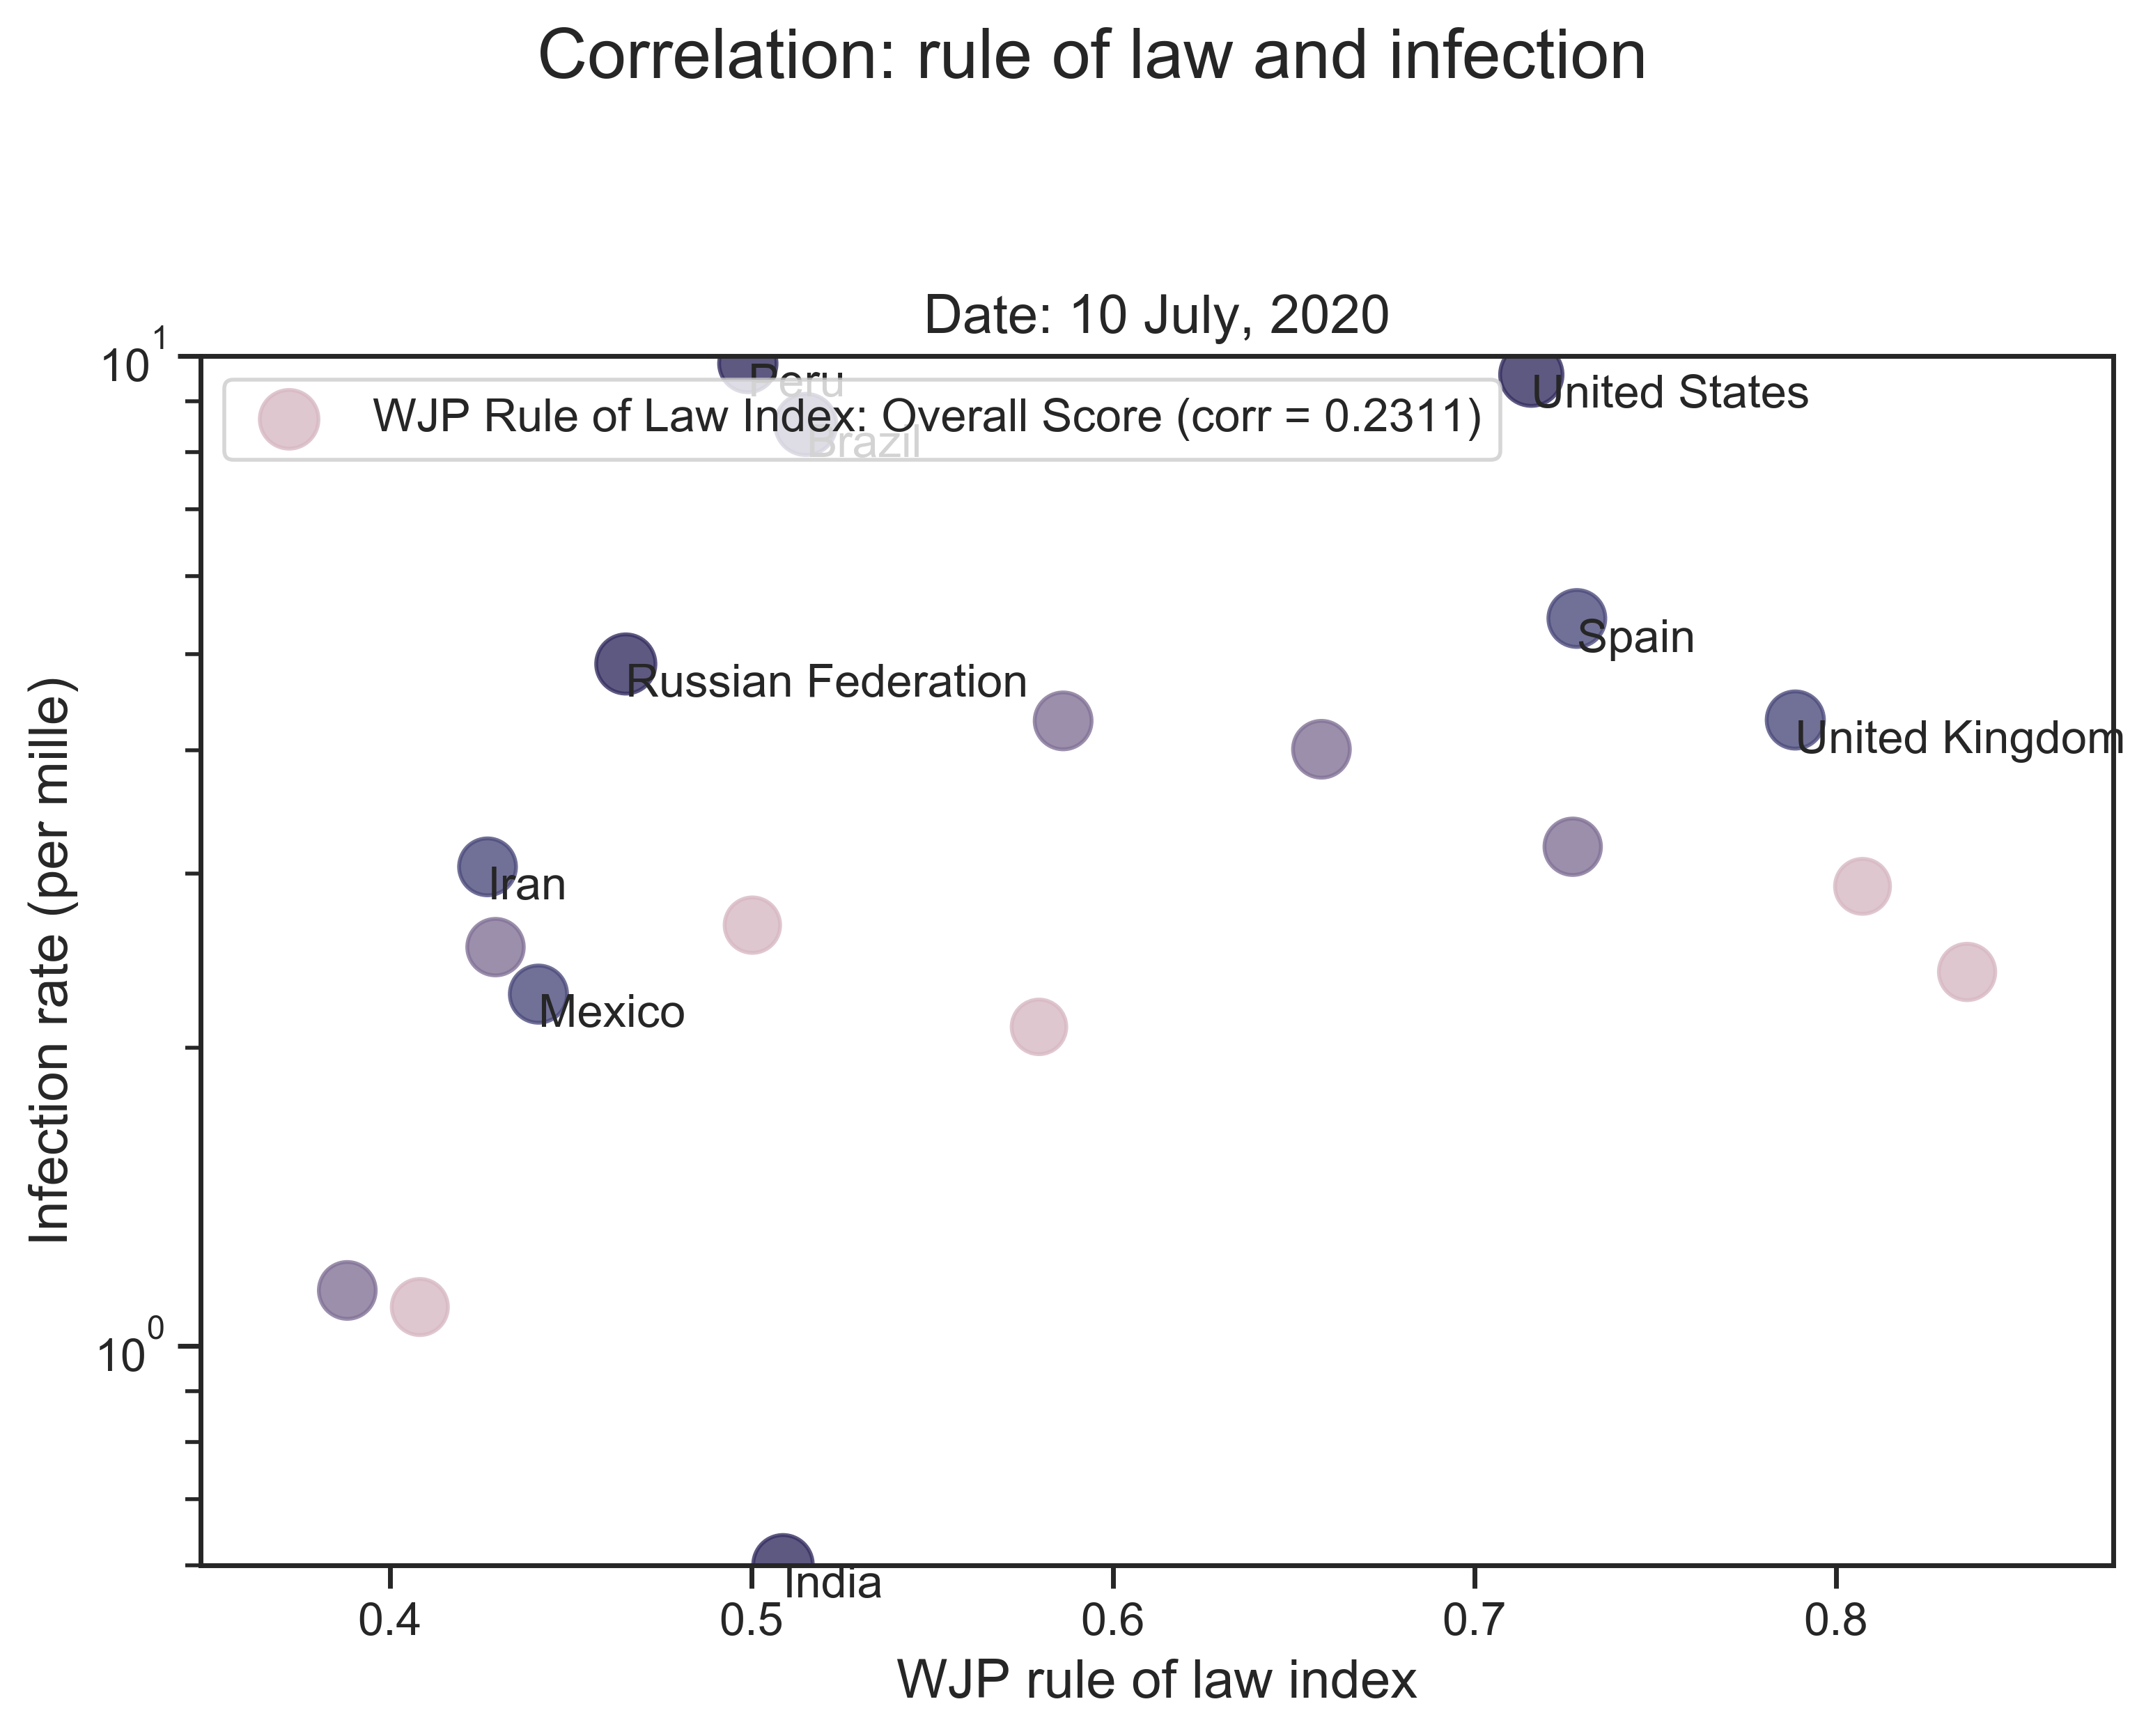 Correlation: rule of law and infection
Date: 10 July, 2020
10^1
Peru
United States
WJP Rule of Law Index: Overall Score (corr = 0.2311)
Brazil
Spain
Russian Federation
United Kingdom
Iran
Mexico
Infection rate (per mille)
10^0
India
0.4 0.5 0.6 0.7 0.8
WJP rule of law index